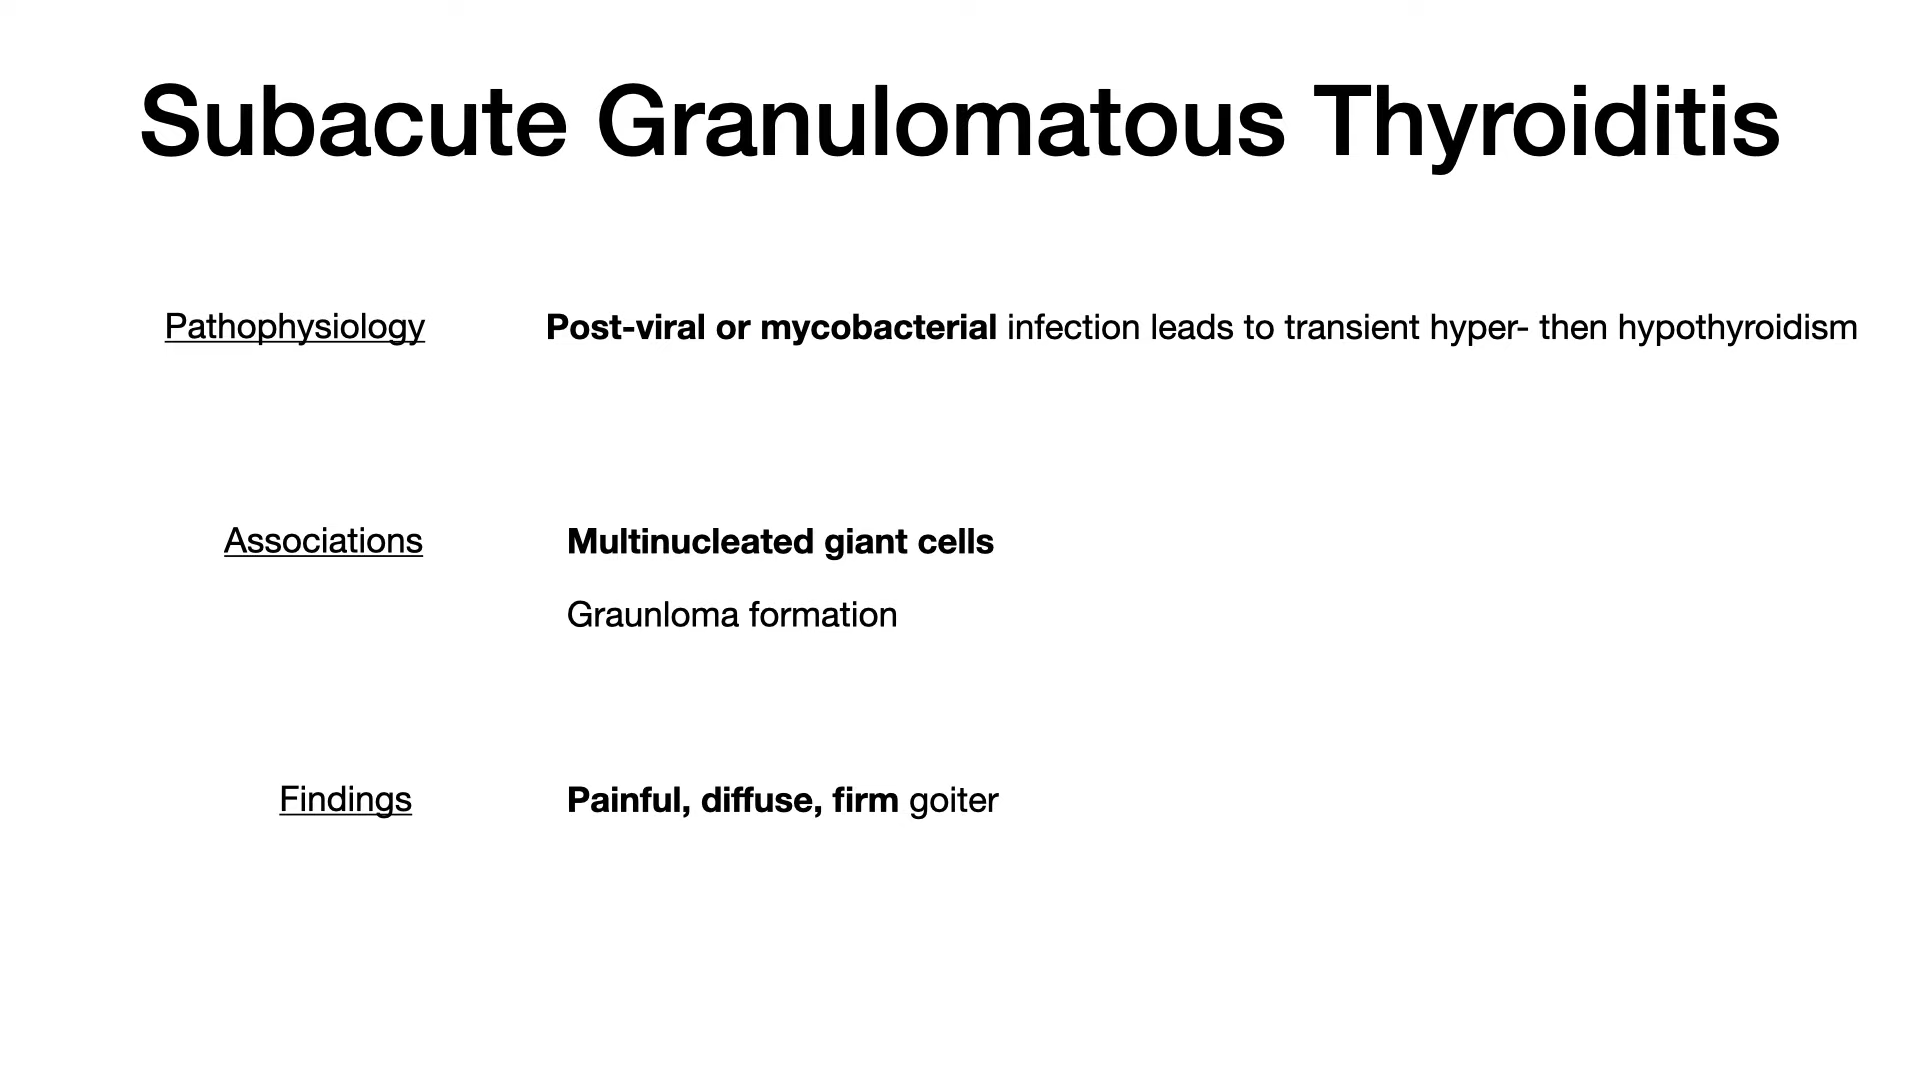 Subacute Granulomatous Thyroiditis
Pathophysiology Post-viral or mycobacterial infection leads to transient hyper- then hypothyroidism
Associations Multinucleated giant cells
Graunloma formation
Findings Painful, diffuse, firm goiter